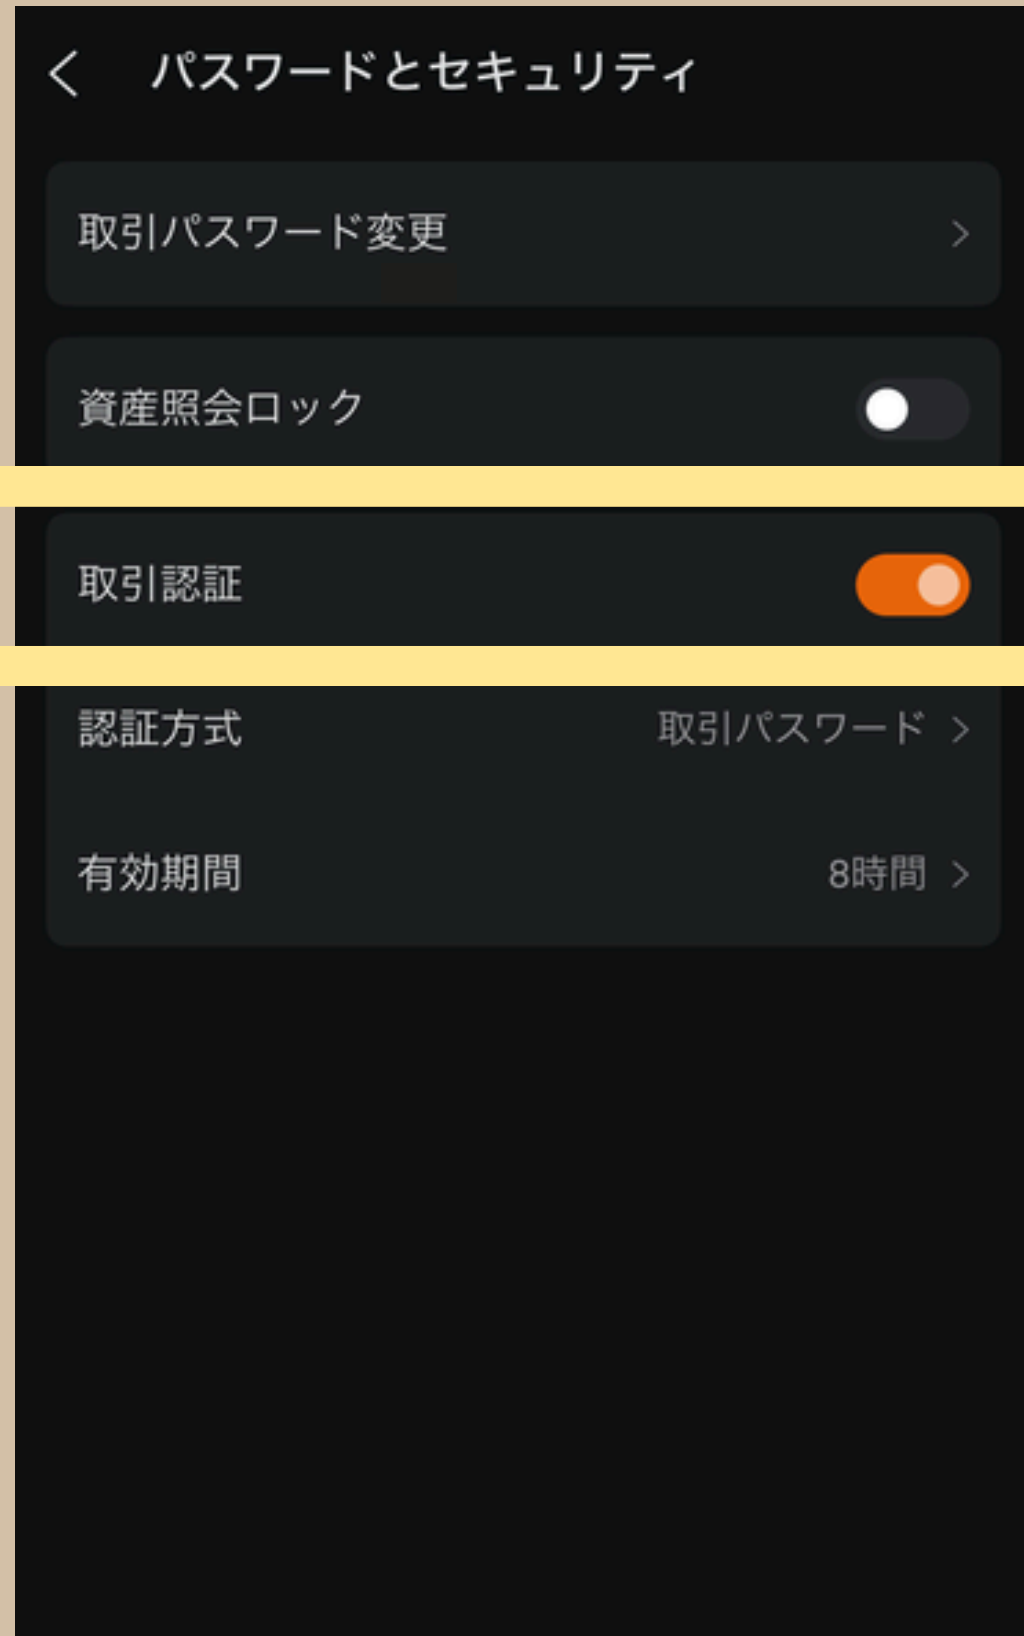 パスワードとセキュリティ
取引パスワード変更
資産照会ロック
取引認証
認証方式 取引パスワード
有効期間 8時間